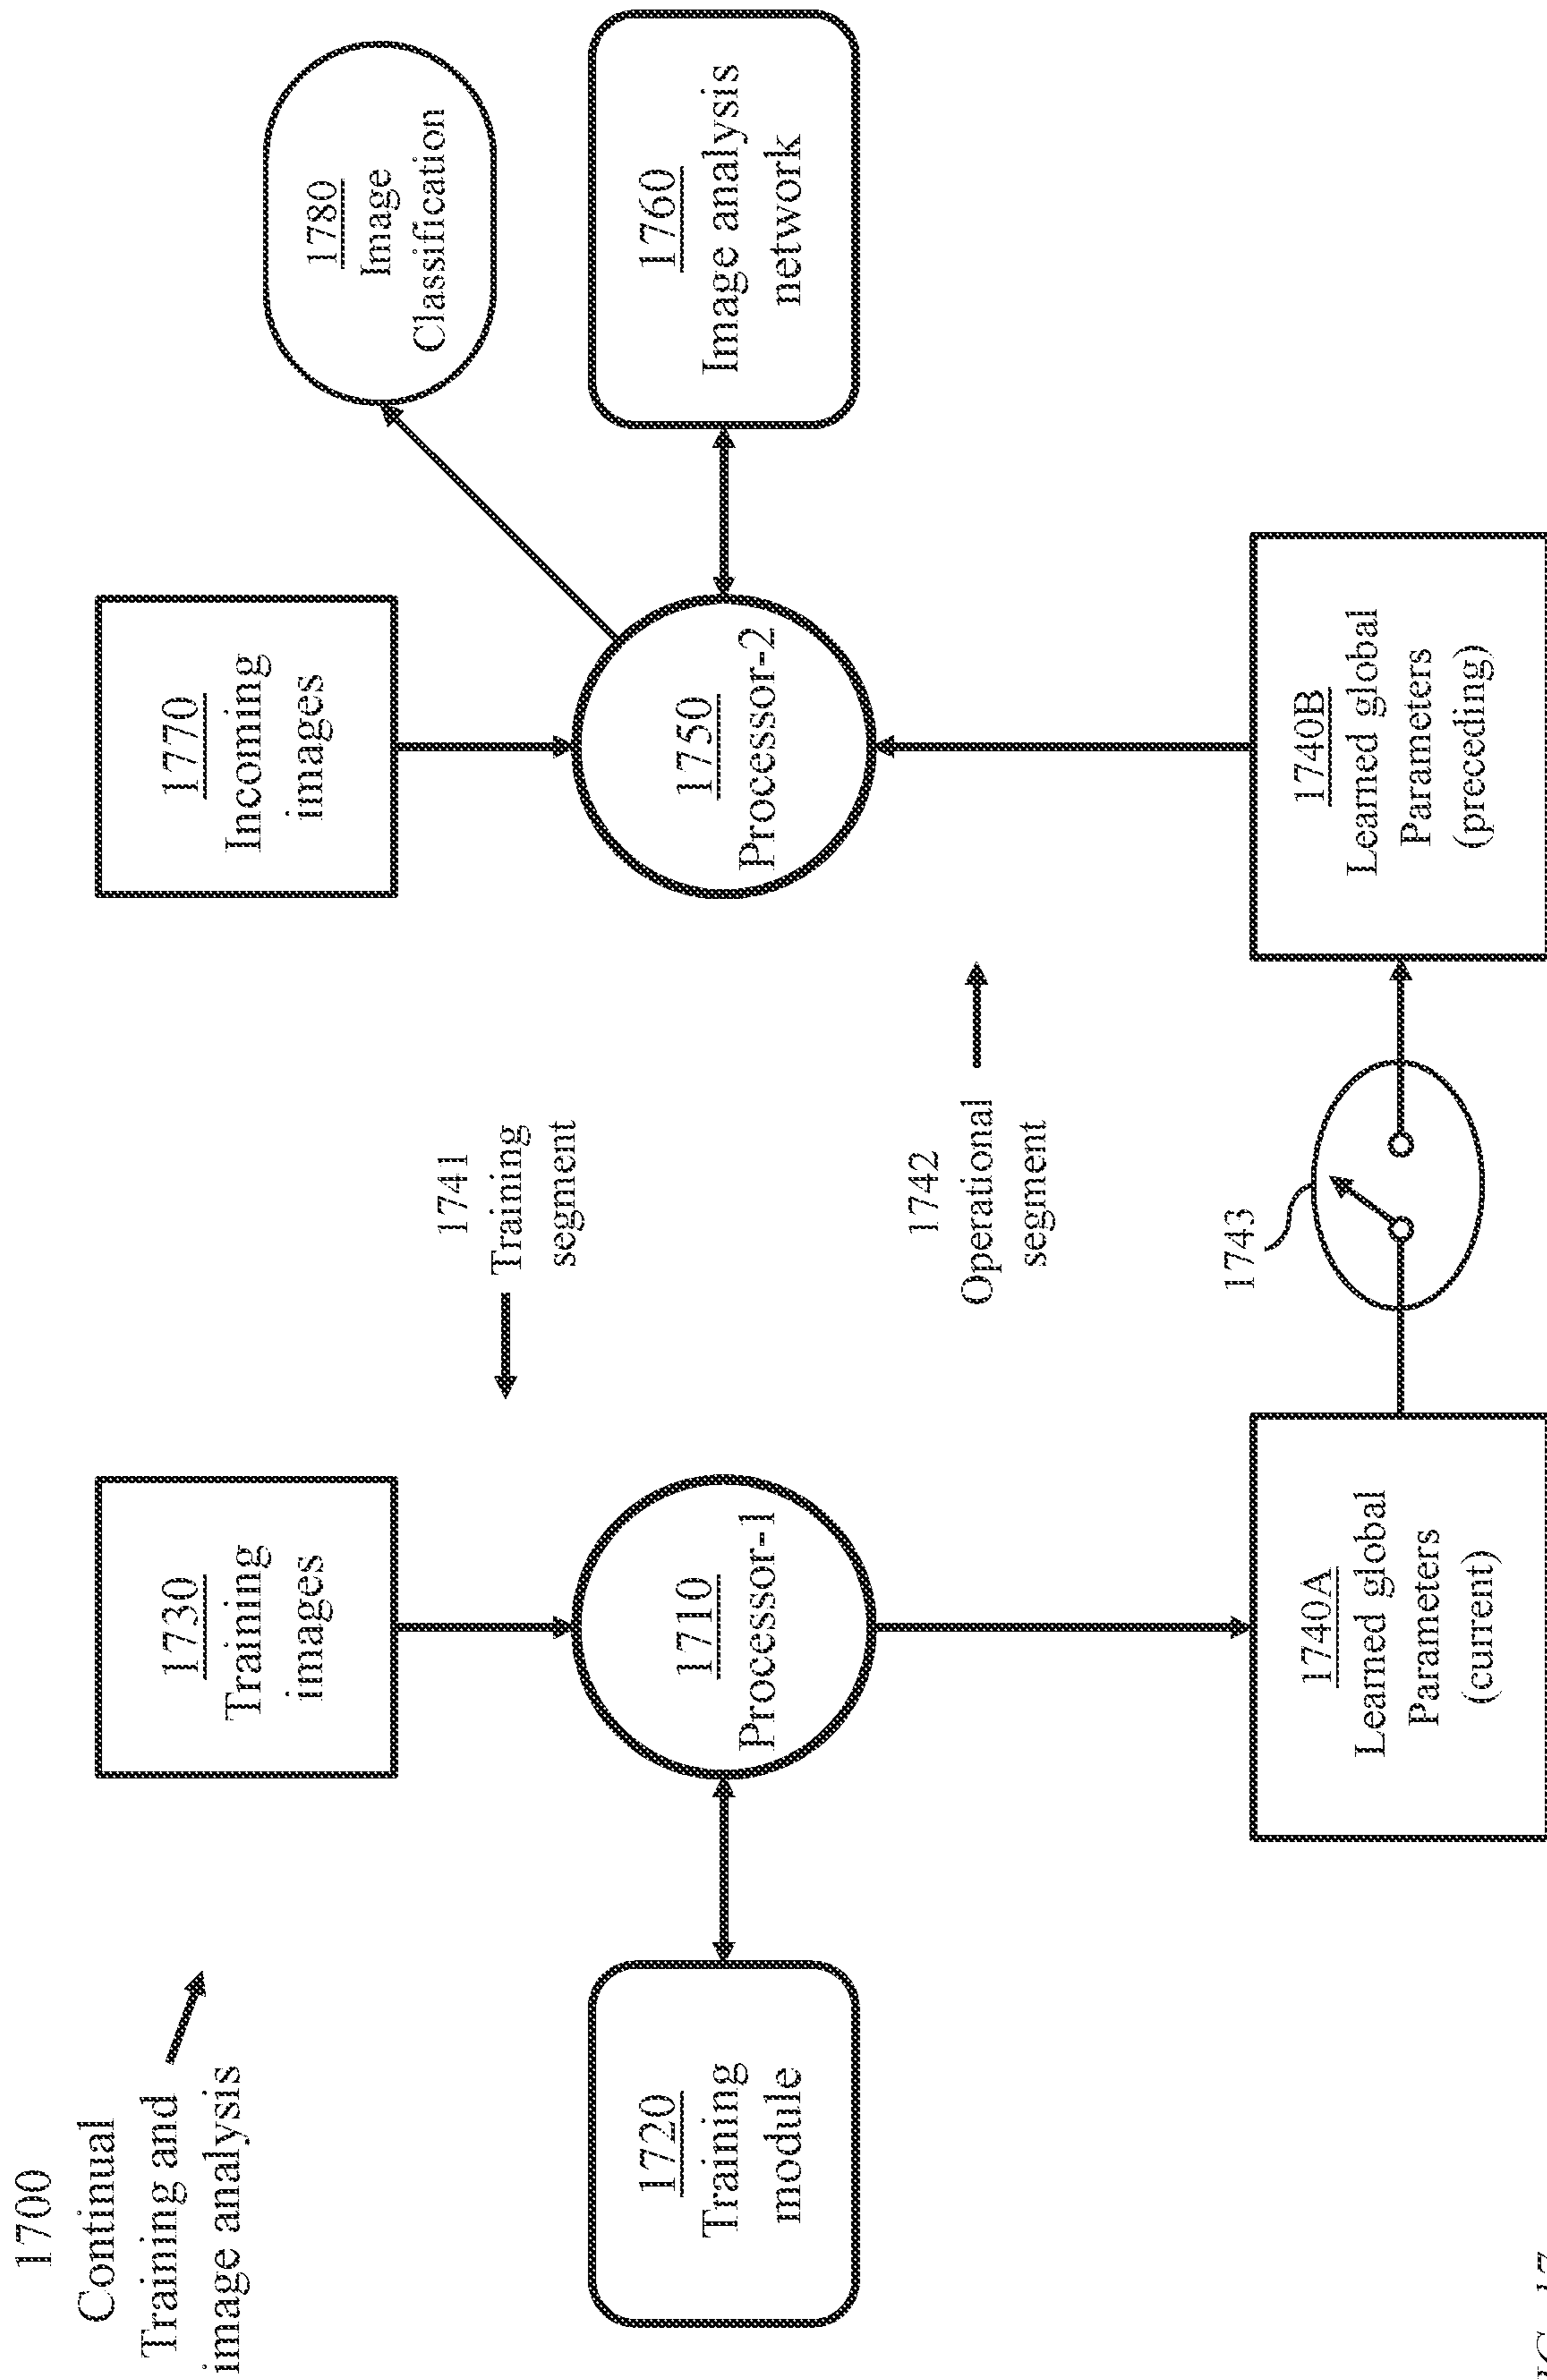 1700
Continual
Training and
image analysis
1730
Training
images
1770
Incoming
images
1780
Image
Classification
1741
Training
segment
1720
Training
module
1710
Processor-1
1750
Processor-2
1760
Image analysis
network
1742
Operational
segment
1743
1740A
Learned global
Parameters
(current)
1740B
Learned global
Parameters
(preceding)